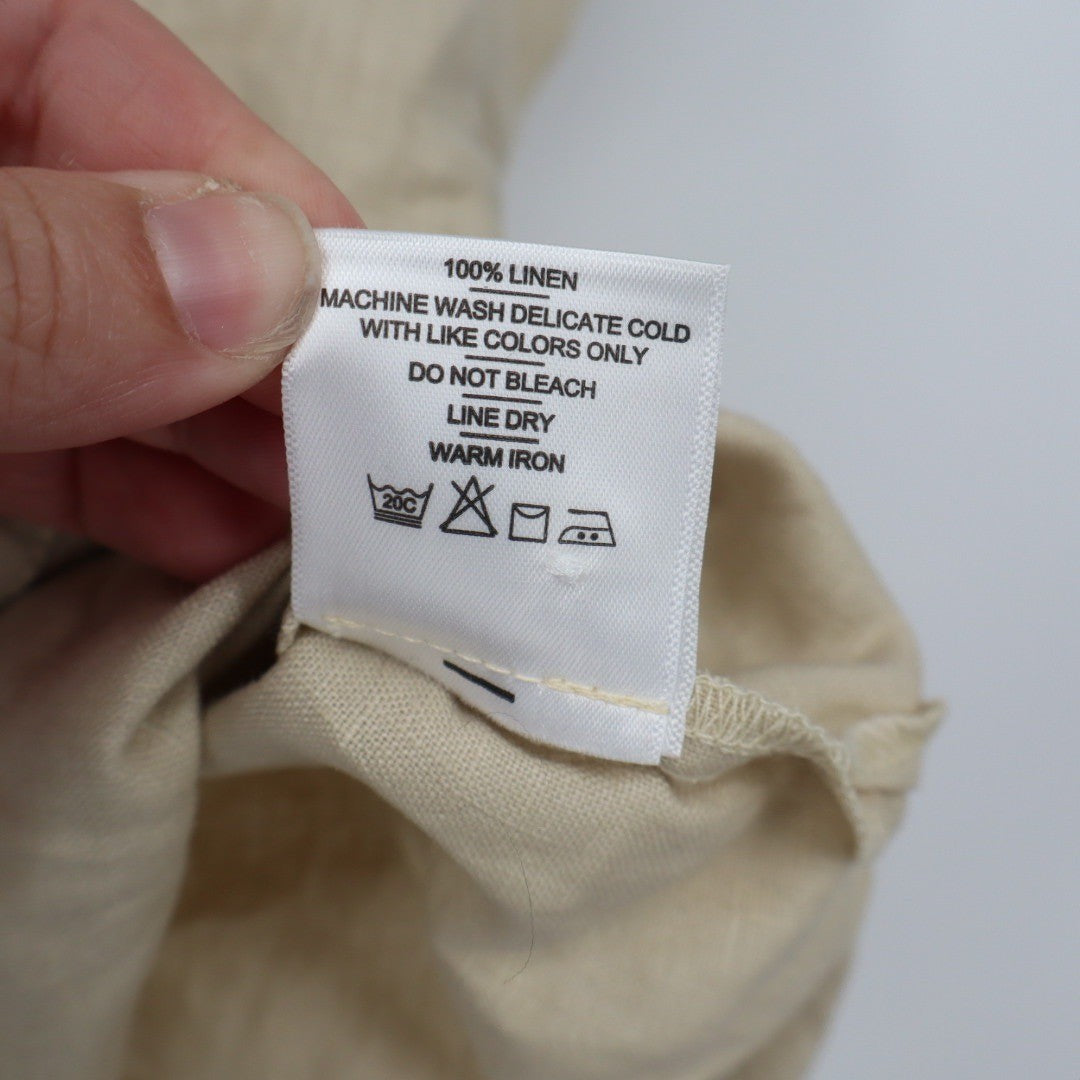 100% LINEN
MACHINE WASH DELICATE COLD
WITH LIKE COLORS ONLY
DO NOT BLEACH
LINE DRY
WARM IRON
20C